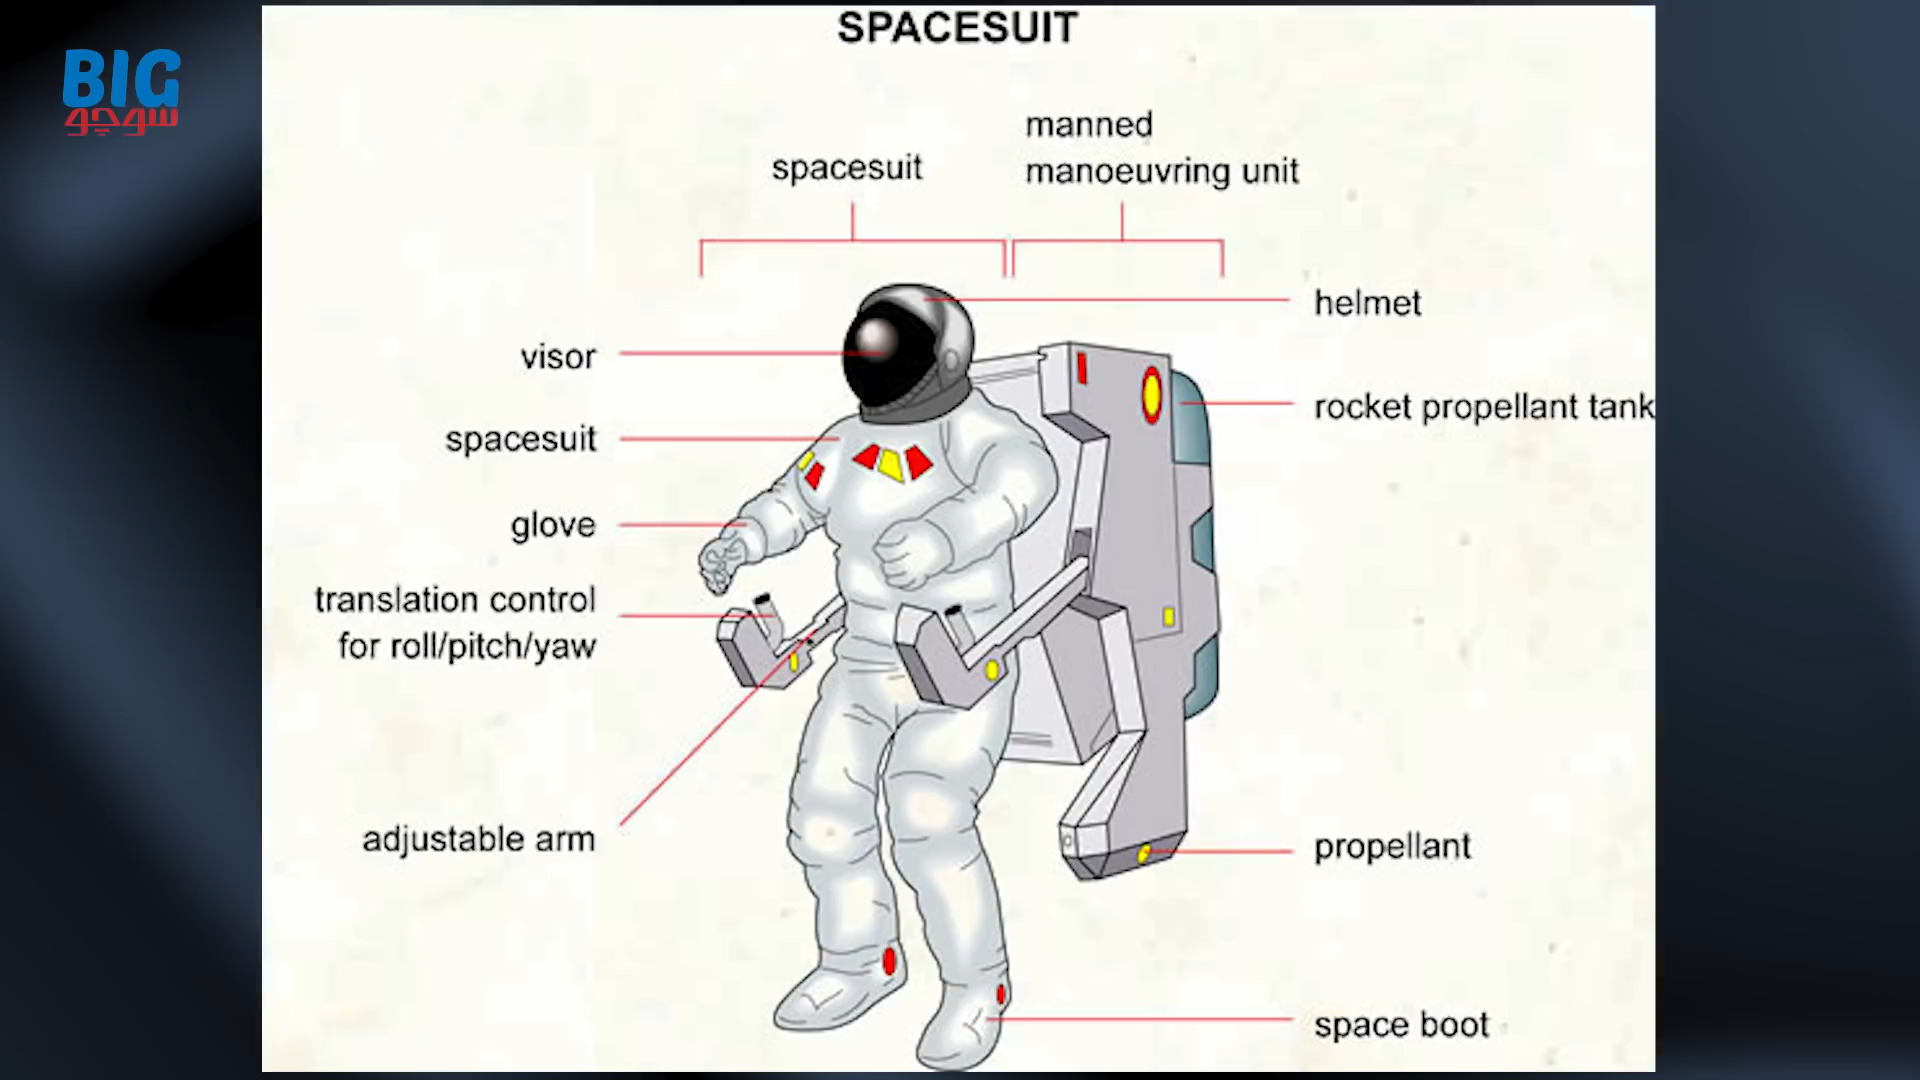 BIG
سوچو
SPACESUIT
spacesuit
manned
manoeuvring unit
helmet
visor
rocket propellant tank
spacesuit
glove
translation control
for roll/pitch/yaw
adjustable arm
propellant
space boot